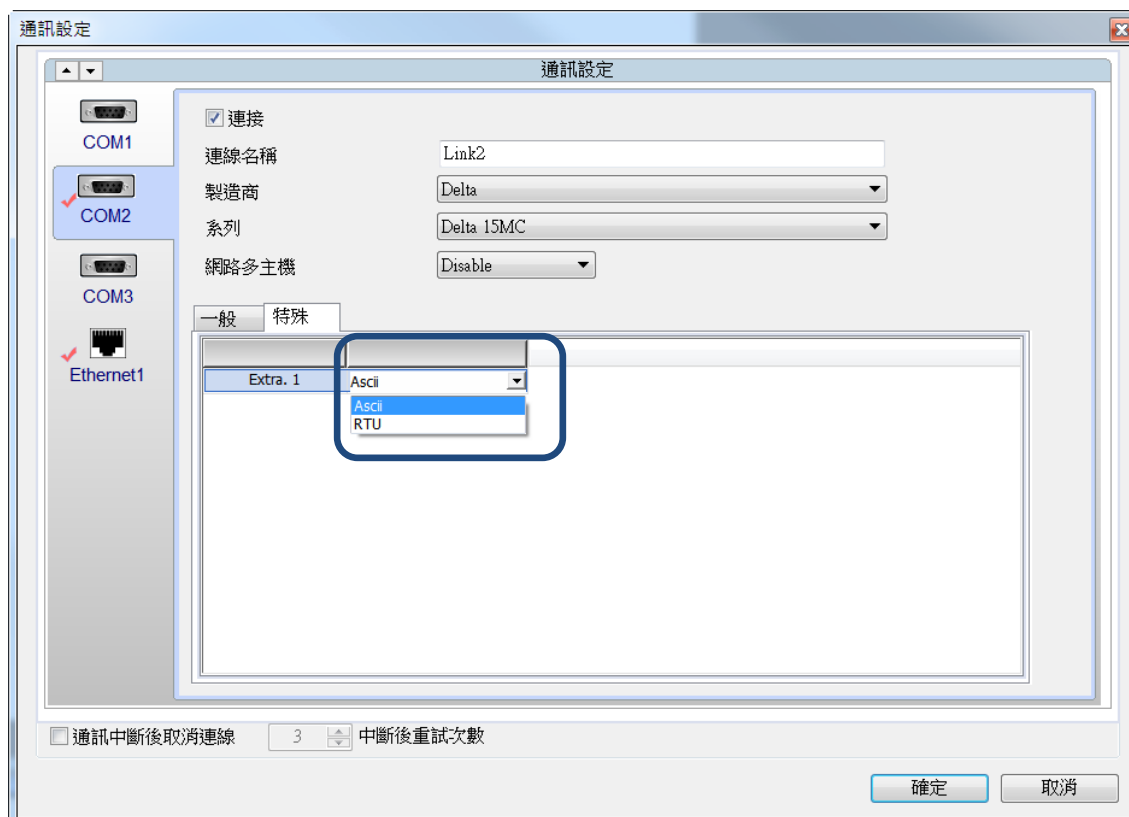 通訊設定
通訊設定
COM1
COM2
COM3
Ethernet1
連接
連線名稱 Link2
製造商 Delta
系列 Delta 15MC
網路多主機 Disable
一般 特殊
Extra. 1 Ascii
Ascii
RTU
通訊中斷後取消連線 3 中斷後重試次數
確定 取消